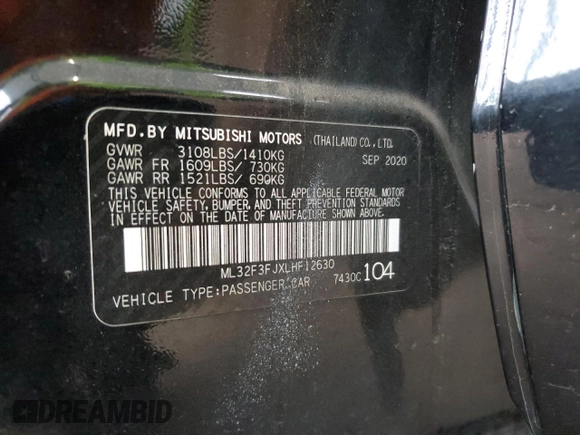 MFD.BY MITSUBISHI MOTORS (THAILAND)CO.,LTD.
GVWR 3108LBS/1410KG SEP 2020
GAWR FR 1609LBS/ 730KG
GAWR RR 1521LBS/ 690KG
THIS VEHICLE CONFORMS TO ALL APPLICABLE FEDERAL MOTOR
VEHICLE SAFETY, BUMPER, AND THEFT PREVENTION STANDARDS
IN EFFECT ON THE DATE OF MANUFACTURE SHOWN ABOVE.
ML32F3FJXLHF12630
VEHICLE TYPE:PASSENGER CAR 7430C 104
DREAMBID